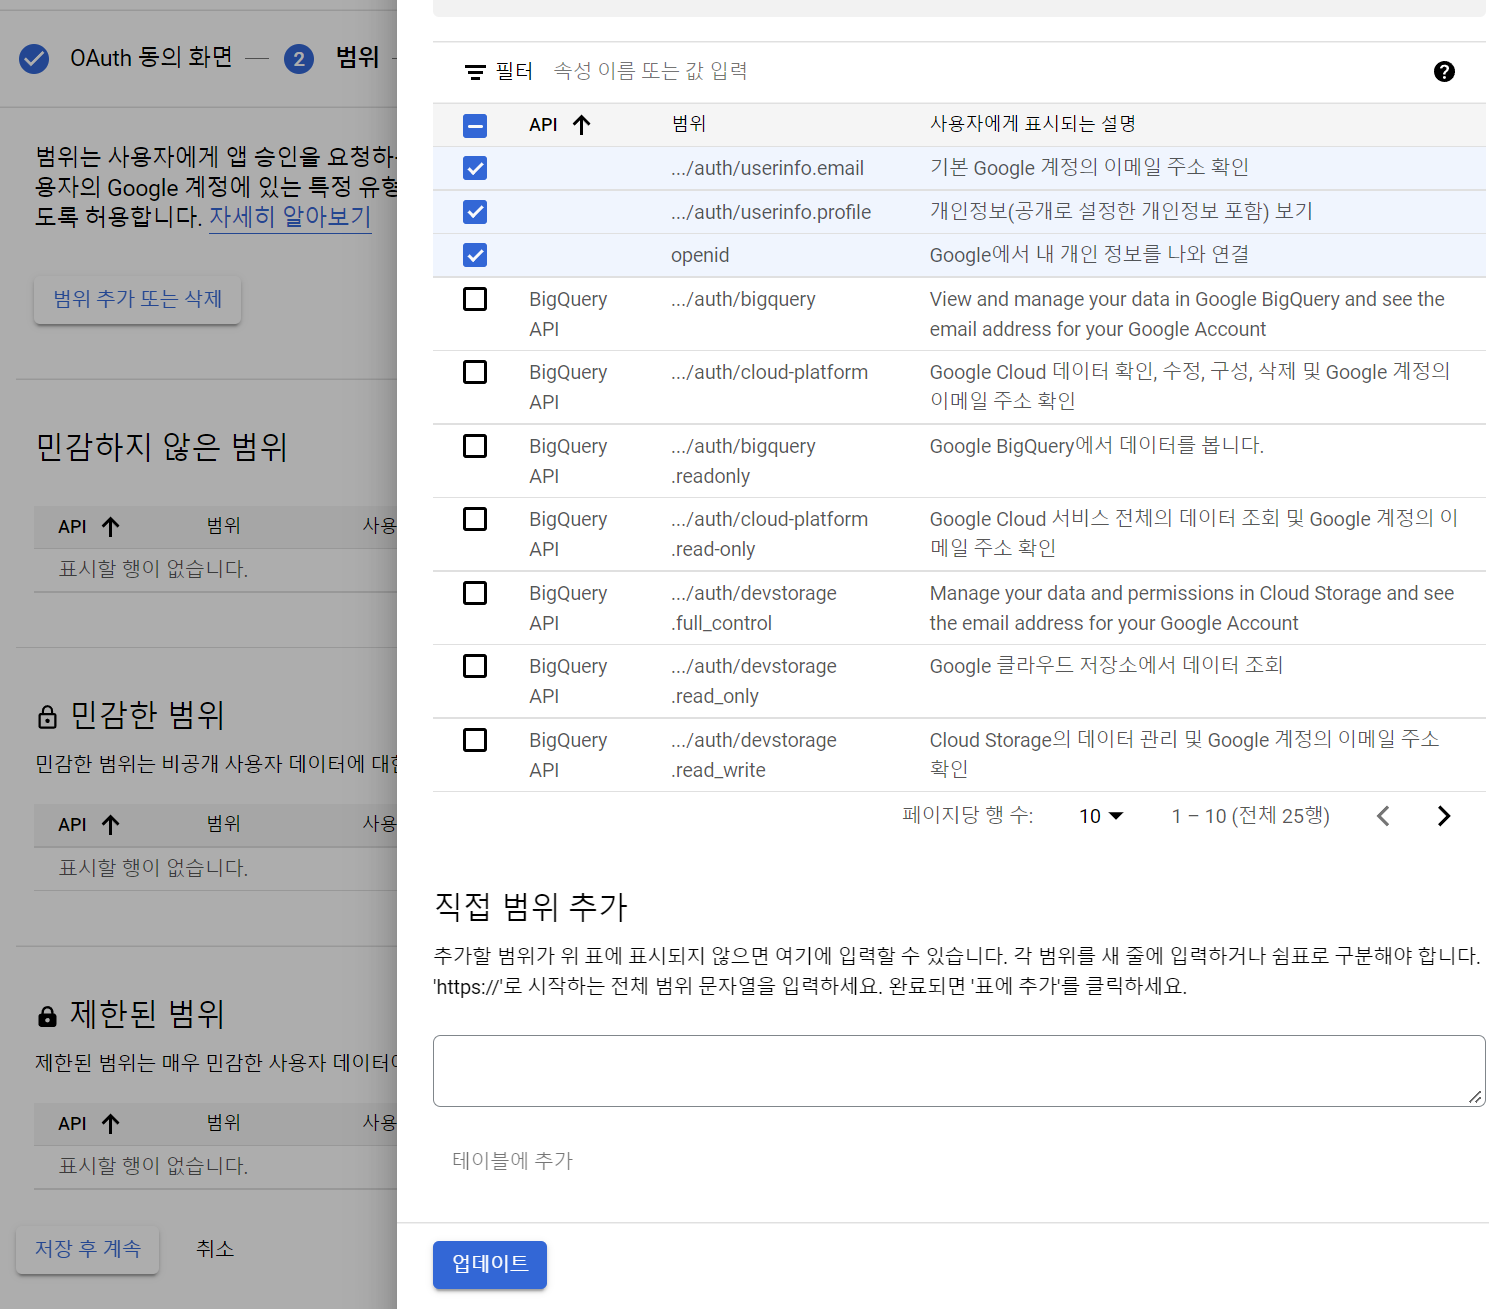 OAuth 동의 화면
2 범위
범위는 사용자에게 앱 승인을 요청하
용자의 Google 계정에 있는 특정 유형
도록 허용합니다. 자세히 알아보기
범위 추가 또는 삭제
민감하지 않은 범위
API 범위 사용
표시할 행이 없습니다.
민감한 범위
민감한 범위는 비공개 사용자 데이터에 대한
API 범위 사용
표시할 행이 없습니다.
제한된 범위
제한된 범위는 매우 민감한 사용자 데이터에
API 범위 사용
표시할 행이 없습니다.
저장 후 계속 취소
필터 속성 이름 또는 값 입력
API 범위 사용자에게 표시되는 설명
.../auth/userinfo.email 기본 Google 계정의 이메일 주소 확인
.../auth/userinfo.profile 개인정보(공개로 설정한 개인정보 포함) 보기
openid Google에서 내 개인 정보를 나와 연결
BigQuery .../auth/bigquery View and manage your data in Google BigQuery and see the
API email address for your Google Account
BigQuery .../auth/cloud-platform Google Cloud 데이터 확인, 수정, 구성, 삭제 및 Google 계정의
API 이메일 주소 확인
BigQuery .../auth/bigquery Google BigQuery에서 데이터를 봅니다.
API .readonly
BigQuery .../auth/cloud-platform Google Cloud 서비스 전체의 데이터 조회 및 Google 계정의 이
API .read-only 메일 주소 확인
BigQuery .../auth/devstorage Manage your data and permissions in Cloud Storage and see
API .full_control the email address for your Google Account
BigQuery .../auth/devstorage Google 클라우드 저장소에서 데이터 조회
API .read_only
BigQuery .../auth/devstorage Cloud Storage의 데이터 관리 및 Google 계정의 이메일 주소
API .read_write 확인
페이지당 행 수: 10 1 – 10 (전체 25행)
직접 범위 추가
추가할 범위가 위 표에 표시되지 않으면 여기에 입력할 수 있습니다. 각 범위를 새 줄에 입력하거나 쉼표로 구분해야 합니다.
'https://'로 시작하는 전체 범위 문자열을 입력하세요. 완료되면 '표에 추가'를 클릭하세요.
테이블에 추가
업데이트